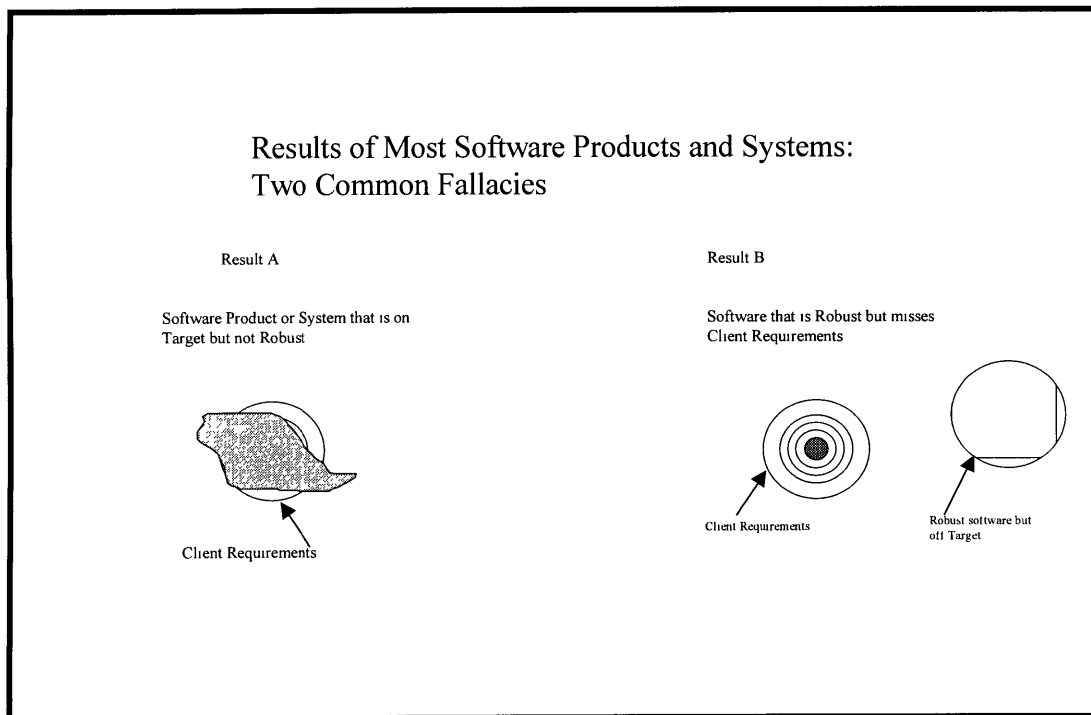 Results of Most Software Products and Systems:
Two Common Fallacies
Result A
Software Product or System that is on
Target but not Robust
Client Requirements
Result B
Software that is Robust but misses
Client Requirements
Client Requirements
Robust software but
off Target